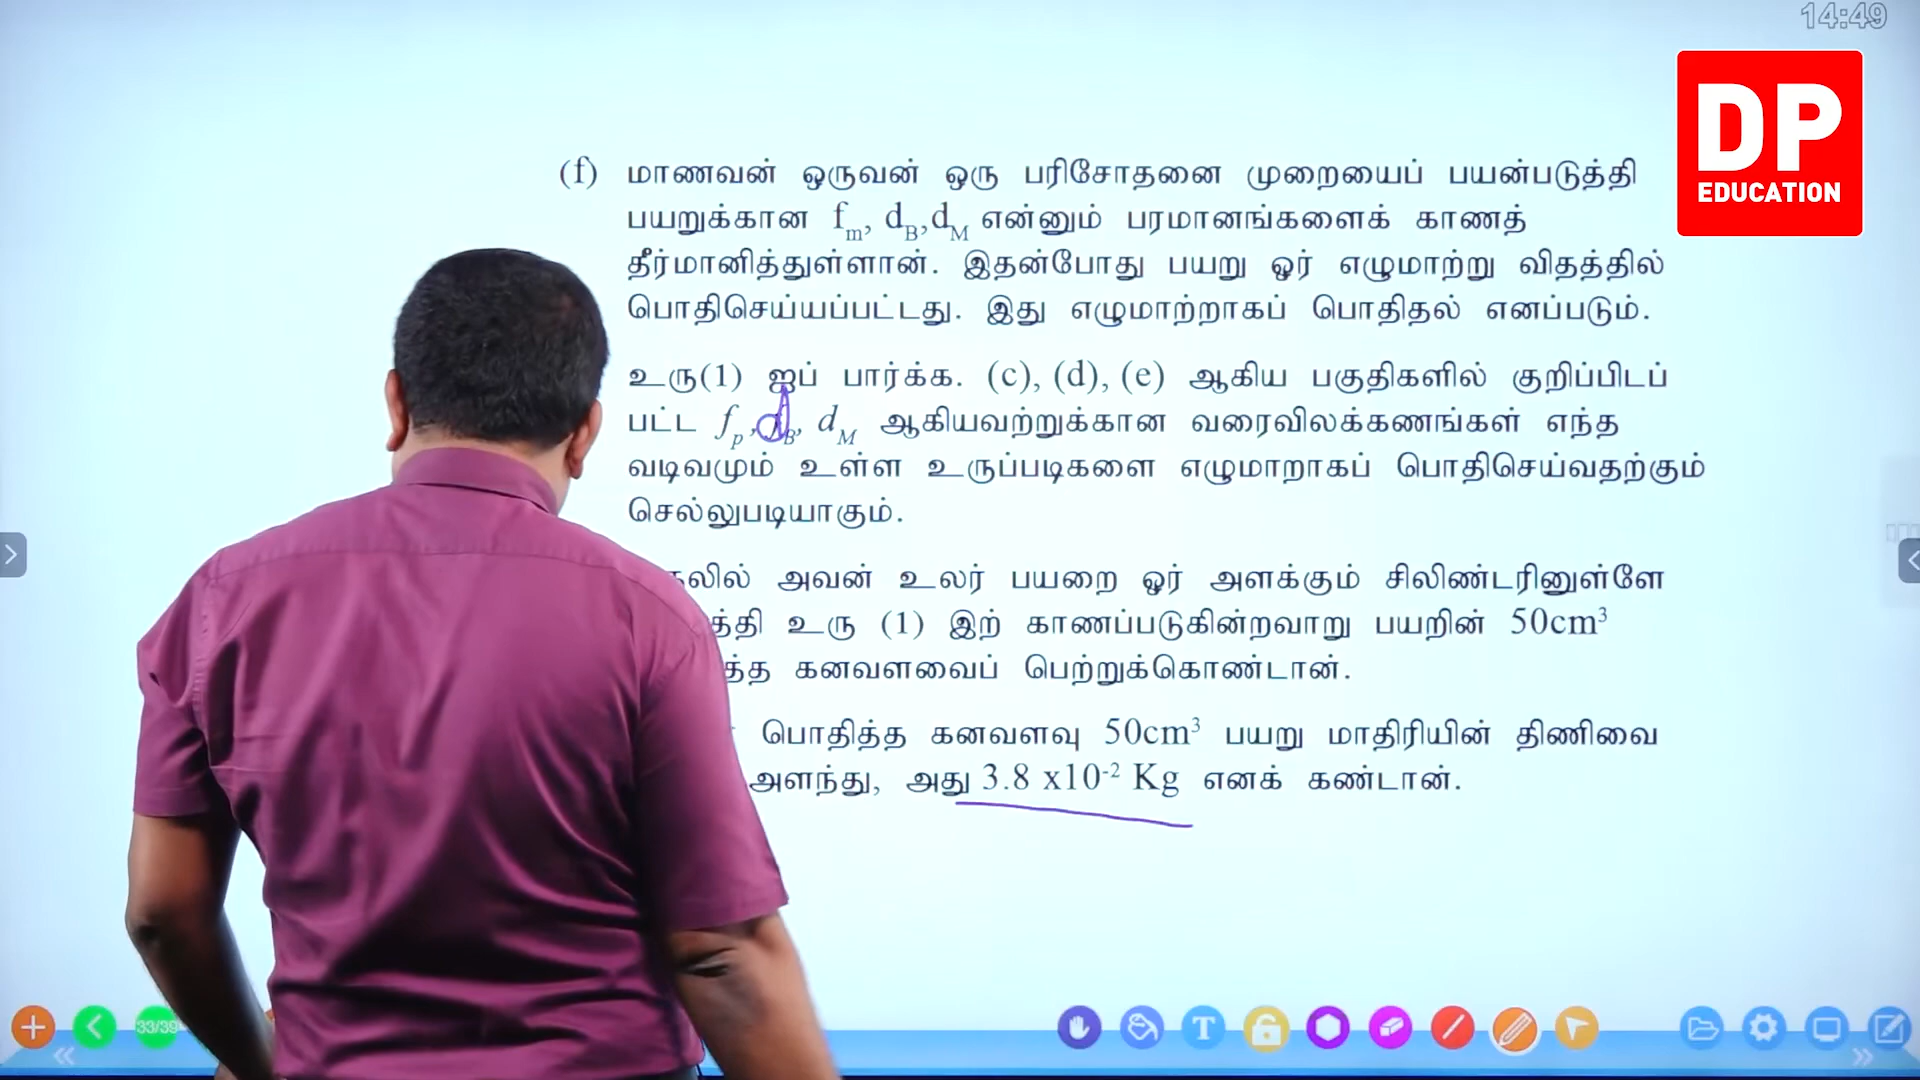 14:49
DP
EDUCATION
(f) மாணவன் ஒருவன் ஒரு பரிசோதனை முறையைப் பயன்படுத்தி
பயறுக்கான fm, dB,dM என்னும் பரமானங்களைக் காணத்
தீர்மானித்துள்ளான். இதன்போது பயறு ஓர் எழுமாற்று விதத்தில்
பொதிசெய்யப்பட்டது. இது எழுமாற்றாகப் பொதிதல் எனப்படும்.
உரு(1) ஐப் பார்க்க. (c), (d), (e) ஆகிய பகுதிகளில் குறிப்பிடப்
பட்ட fp, dB, dM ஆகியவற்றுக்கான வரைவிலக்கணங்கள் எந்த
வடிவமும் உள்ள உருப்படிகளை எழுமாறாகப் பொதிசெய்வதற்கும்
செல்லுபடியாகும்.
அவன் உலர் பயறை ஓர் அளக்கும் சிலிண்டரினுள்ளே
உரு (1) இற் காணப்படுகின்றவாறு பயறின் 50cm³
கனவளவைப் பெற்றுக்கொண்டான்.
பொதித்த கனவளவு 50cm³ பயறு மாதிரியின் திணிவை
அளந்து, அது 3.8 x10⁻² Kg எனக் கண்டான்.
33/39
T